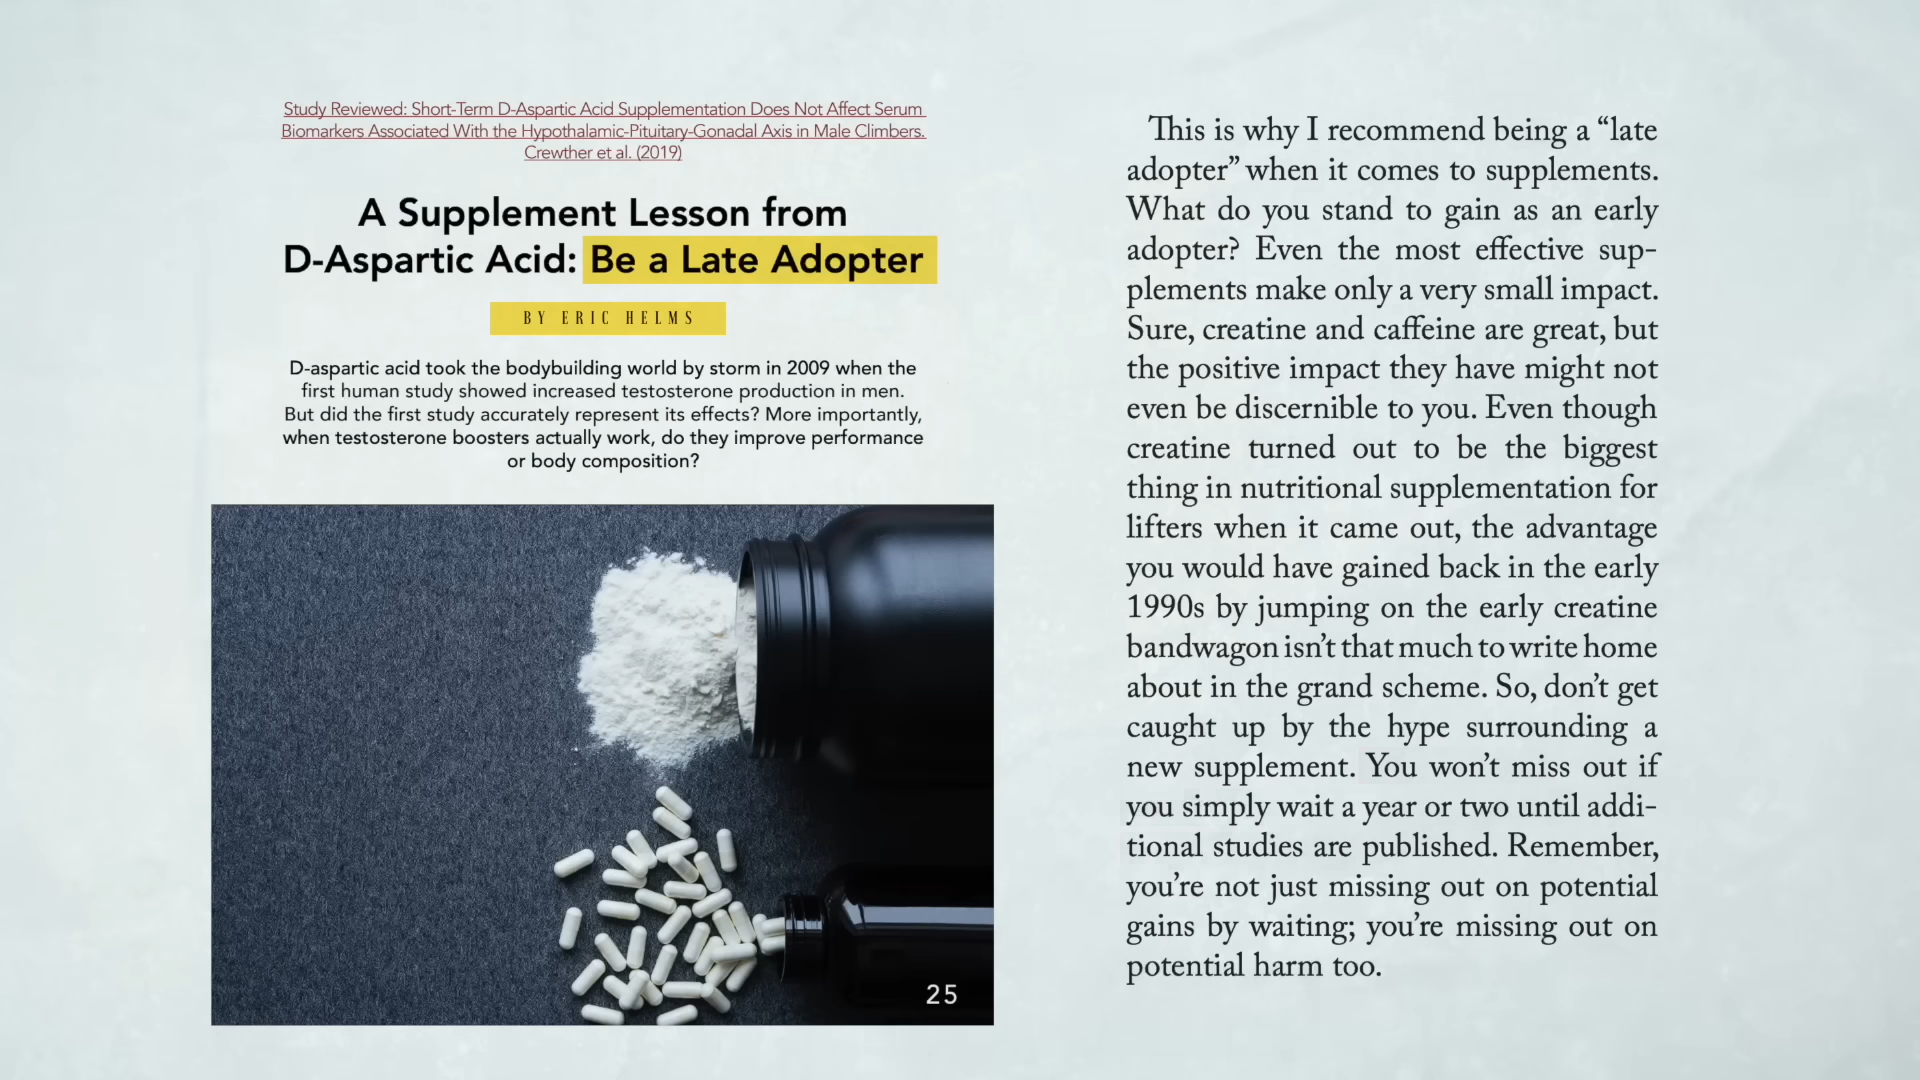 Study Reviewed: Short-Term D-Aspartic Acid Supplementation Does Not Affect Serum
Biomarkers Associated With the Hypothalamic-Pituitary-Gonadal Axis in Male Climbers.
Crewther et al. (2019)
A Supplement Lesson from
D-Aspartic Acid: Be a Late Adopter
BY ERIC HELMS
D-aspartic acid took the bodybuilding world by storm in 2009 when the
first human study showed increased testosterone production in men.
But did the first study accurately represent its effects? More importantly,
when testosterone boosters actually work, do they improve performance
or body composition?
25
This is why I recommend being a “late
adopter” when it comes to supplements.
What do you stand to gain as an early
adopter? Even the most effective sup-
plements make only a very small impact.
Sure, creatine and caffeine are great, but
the positive impact they have might not
even be discernible to you. Even though
creatine turned out to be the biggest
thing in nutritional supplementation for
lifters when it came out, the advantage
you would have gained back in the early
1990s by jumping on the early creatine
bandwagon isn’t that much to write home
about in the grand scheme. So, don’t get
caught up by the hype surrounding a
new supplement. You won’t miss out if
you simply wait a year or two until addi-
tional studies are published. Remember,
you’re not just missing out on potential
gains by waiting; you’re missing out on
potential harm too.